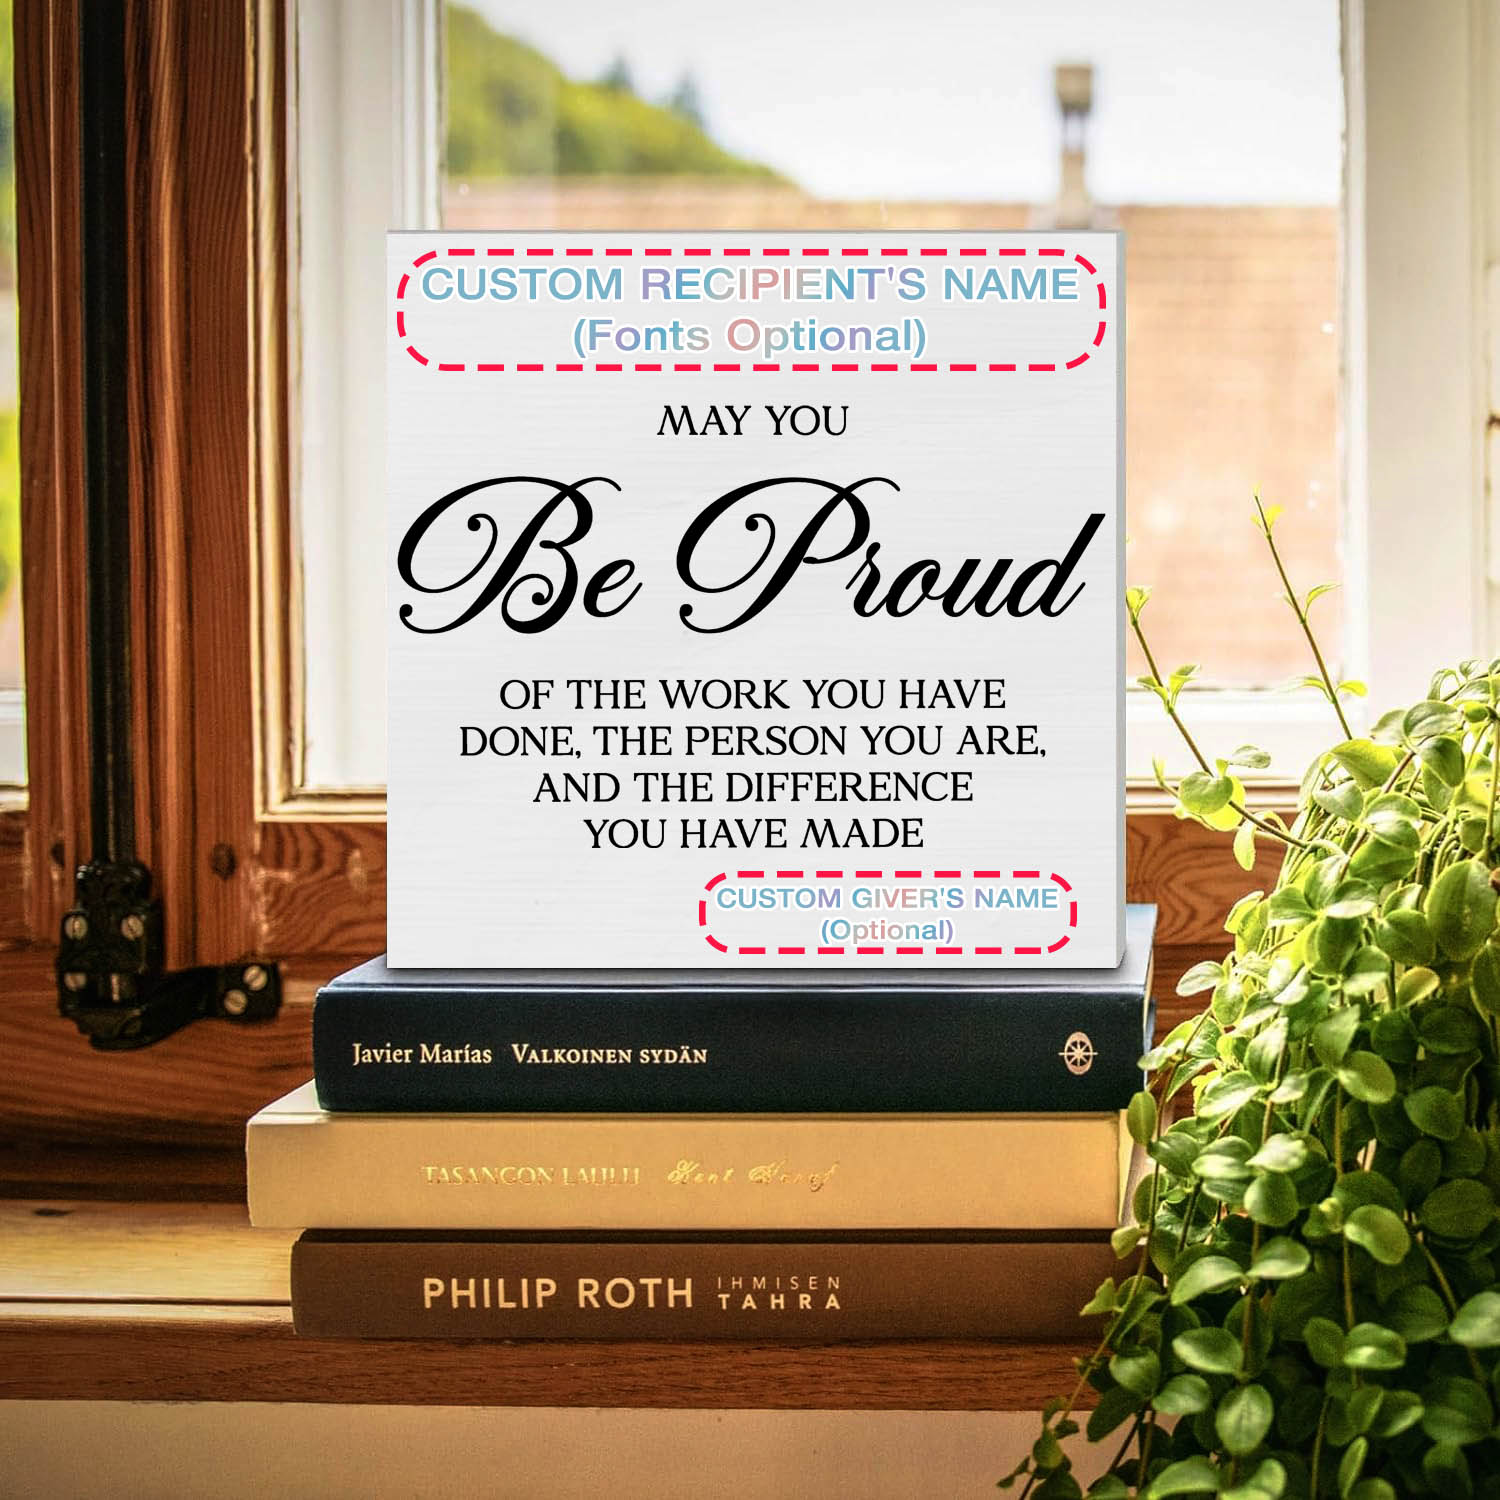 CUSTOM RECIPIENT'S NAME
(Fonts Optional)
MAY YOU
Be Proud
OF THE WORK YOU HAVE
DONE, THE PERSON YOU ARE,
AND THE DIFFERENCE
YOU HAVE MADE
CUSTOM GIVER'S NAME
(Optional)
Javier Marías VALKOINEN SYDÄN
TASANGON LAULU Kent Haruf
PHILIP ROTH IHMISEN
TAHRA